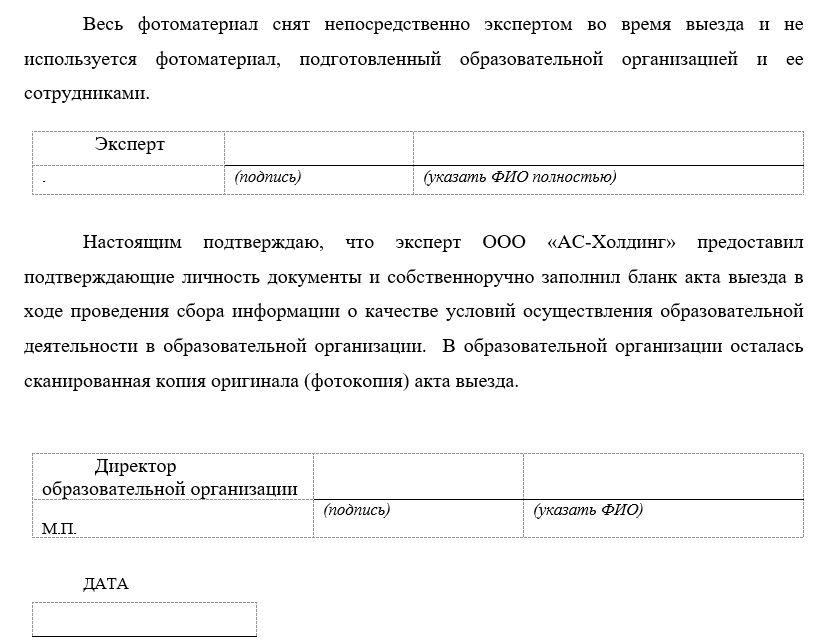 Весь фотоматериал снят непосредственно экспертом во время выезда и не
используется фотоматериал, подготовленный образовательной организацией и ее
сотрудниками.
Эксперт
.
(подпись)
(указать ФИО полностью)
Настоящим подтверждаю, что эксперт ООО «АС-Холдинг» предоставил
подтверждающие личность документы и собственноручно заполнил бланк акта выезда в
ходе проведения сбора информации о качестве условий осуществления образовательной
деятельности в образовательной организации. В образовательной организации осталась
сканированная копия оригинала (фотокопия) акта выезда.
Директор
образовательной организации
(подпись)
(указать ФИО)
М.П.
ДАТА